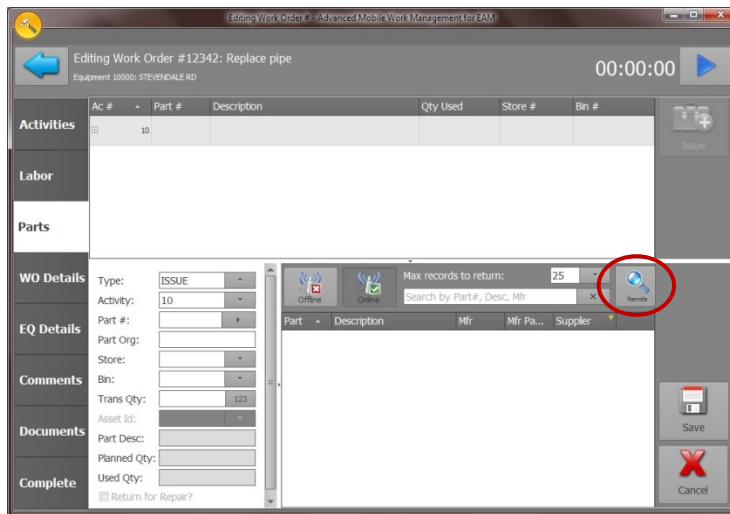 Editing Work Order # - Advanced Mobile Work Management for EAM
Editing Work Order #12342: Replace pipe
Equipment 10000: STEVENDALE RD
00:00:00
Activities
Labor
Parts
WO Details
EQ Details
Comments
Documents
Complete
Ac # Part # Description Qty Used Store # Bin #
10
Issue
Type: ISSUE
Activity: 10
Part #:
Part Org:
Store:
Bin:
Trans Qty: 123
Asset Id:
Part Desc:
Planned Qty:
Used Qty:
Return for Repair?
Offline
Online
Max records to return: 25
Search by Part#, Desc, Mfr
Remote
Part Description Mfr Mfr Pa... Supplier
Save
Cancel